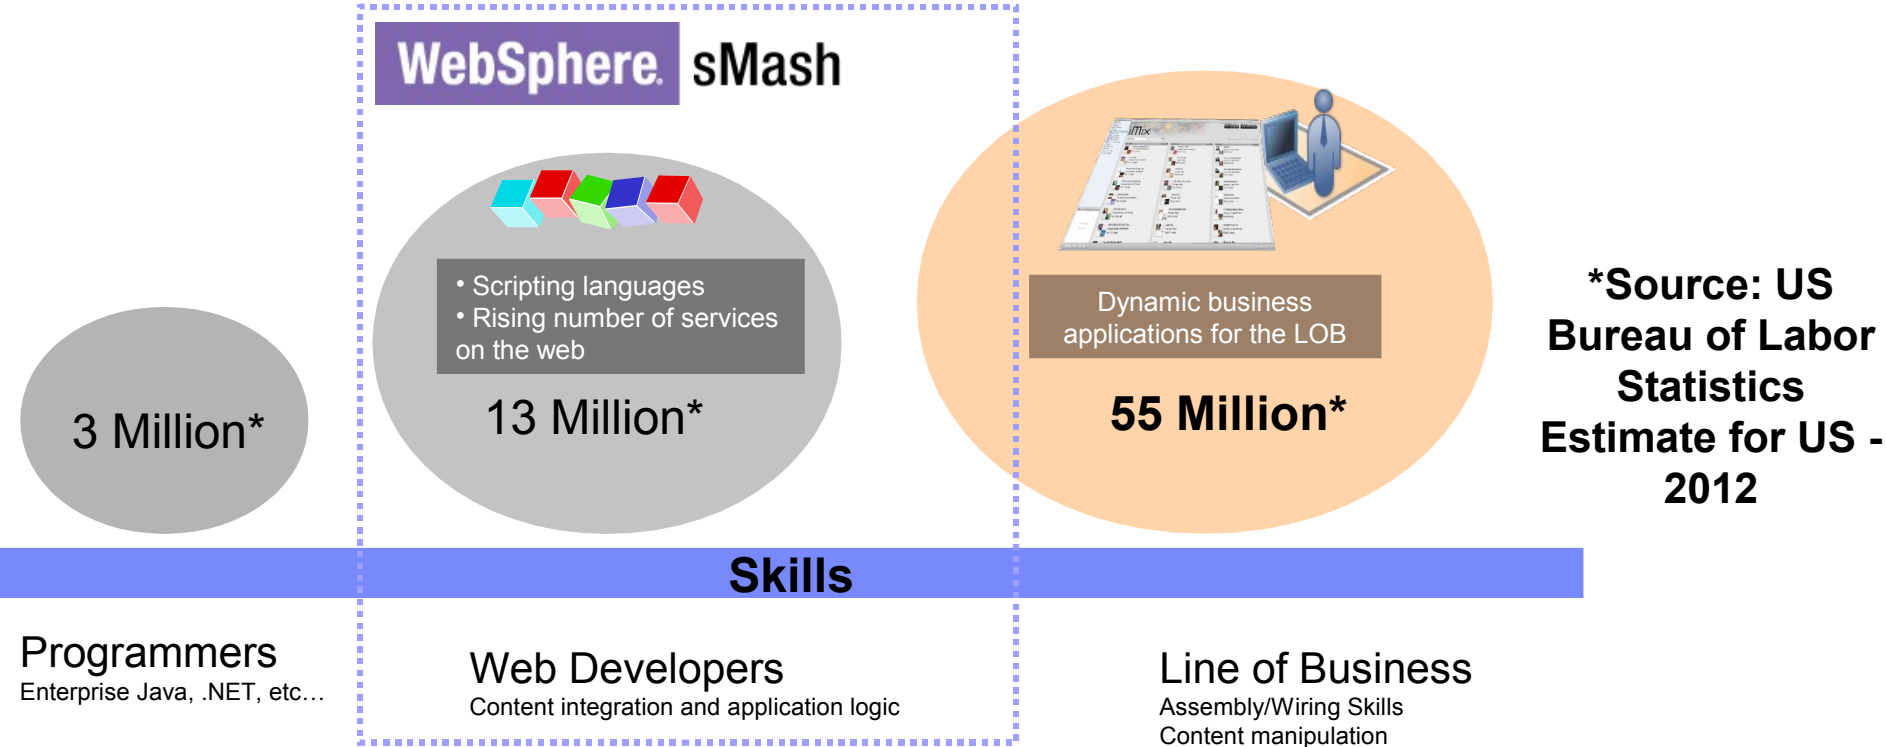 WebSphere. sMash
iMix
• Scripting languages
• Rising number of services
on the web
Dynamic business
applications for the LOB
3 Million*
13 Million*
55 Million*
*Source: US
Bureau of Labor
Statistics
Estimate for US -
2012
Skills
Programmers
Enterprise Java, .NET, etc…
Web Developers
Content integration and application logic
Line of Business
Assembly/Wiring Skills
Content manipulation